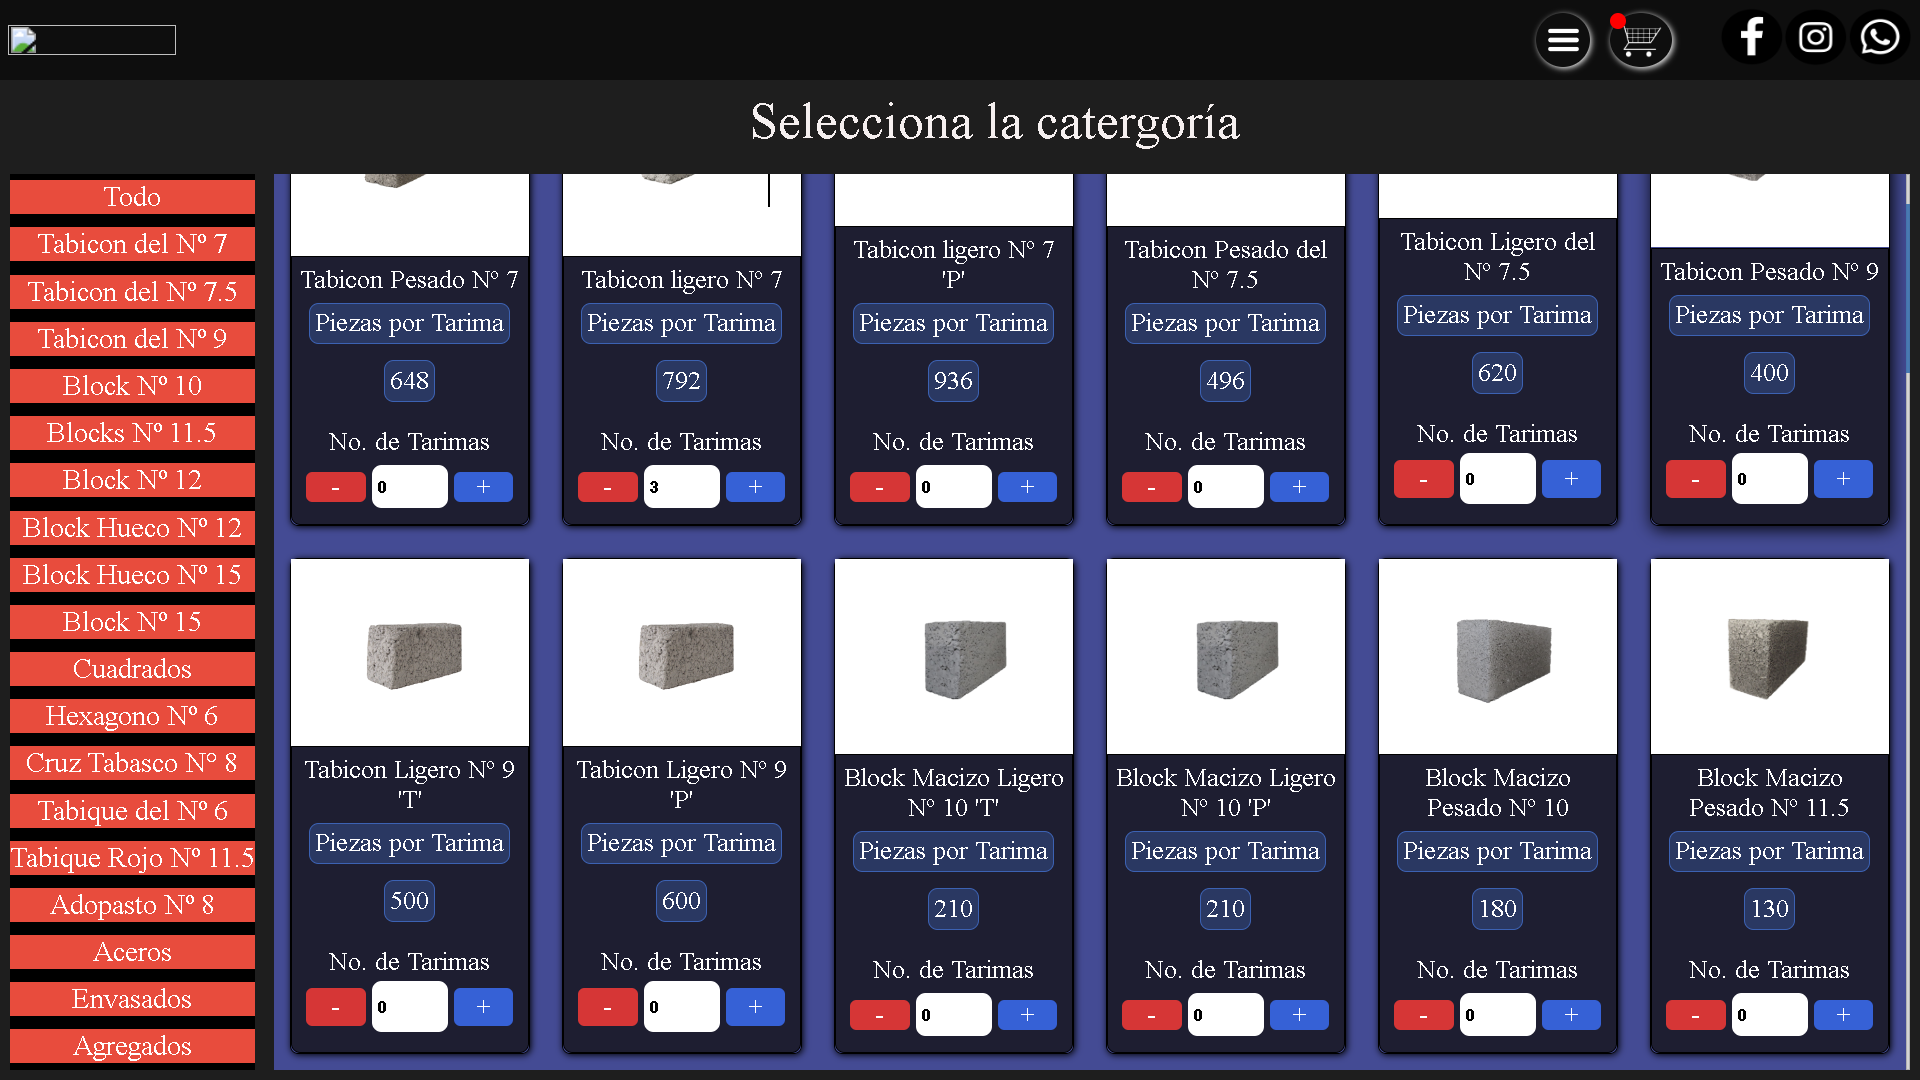 Selecciona la catergoría
Todo
Tabicon del Nº 7
Tabicon del Nº 7.5
Tabicon del Nº 9
Block Nº 10
Blocks Nº 11.5
Block Nº 12
Block Hueco Nº 12
Block Hueco Nº 15
Block Nº 15
Cuadrados
Hexagono Nº 6
Cruz Tabasco N° 8
Tabique del Nº 6
Tabique Rojo Nº 11.5
Adopasto Nº 8
Aceros
Envasados
Agregados
Tabicon Pesado Nº 7
Piezas por Tarima
648
No. de Tarimas
- 0 +
Tabicon ligero Nº 7
Piezas por Tarima
792
No. de Tarimas
- 3 +
Tabicon ligero Nº 7
'P'
Piezas por Tarima
936
No. de Tarimas
- 0 +
Tabicon Pesado del
Nº 7.5
Piezas por Tarima
496
No. de Tarimas
- 0 +
Tabicon Ligero del
Nº 7.5
Piezas por Tarima
620
No. de Tarimas
- 0 +
Tabicon Pesado Nº 9
Piezas por Tarima
400
No. de Tarimas
- 0 +
Tabicon Ligero Nº 9
'T'
Piezas por Tarima
500
No. de Tarimas
- 0 +
Tabicon Ligero Nº 9
'P'
Piezas por Tarima
600
No. de Tarimas
- 0 +
Block Macizo Ligero
Nº 10 'T'
Piezas por Tarima
210
No. de Tarimas
- 0 +
Block Macizo Ligero
Nº 10 'P'
Piezas por Tarima
210
No. de Tarimas
- 0 +
Block Macizo
Pesado Nº 10
Piezas por Tarima
180
No. de Tarimas
- 0 +
Block Macizo
Pesado Nº 11.5
Piezas por Tarima
130
No. de Tarimas
- 0 +